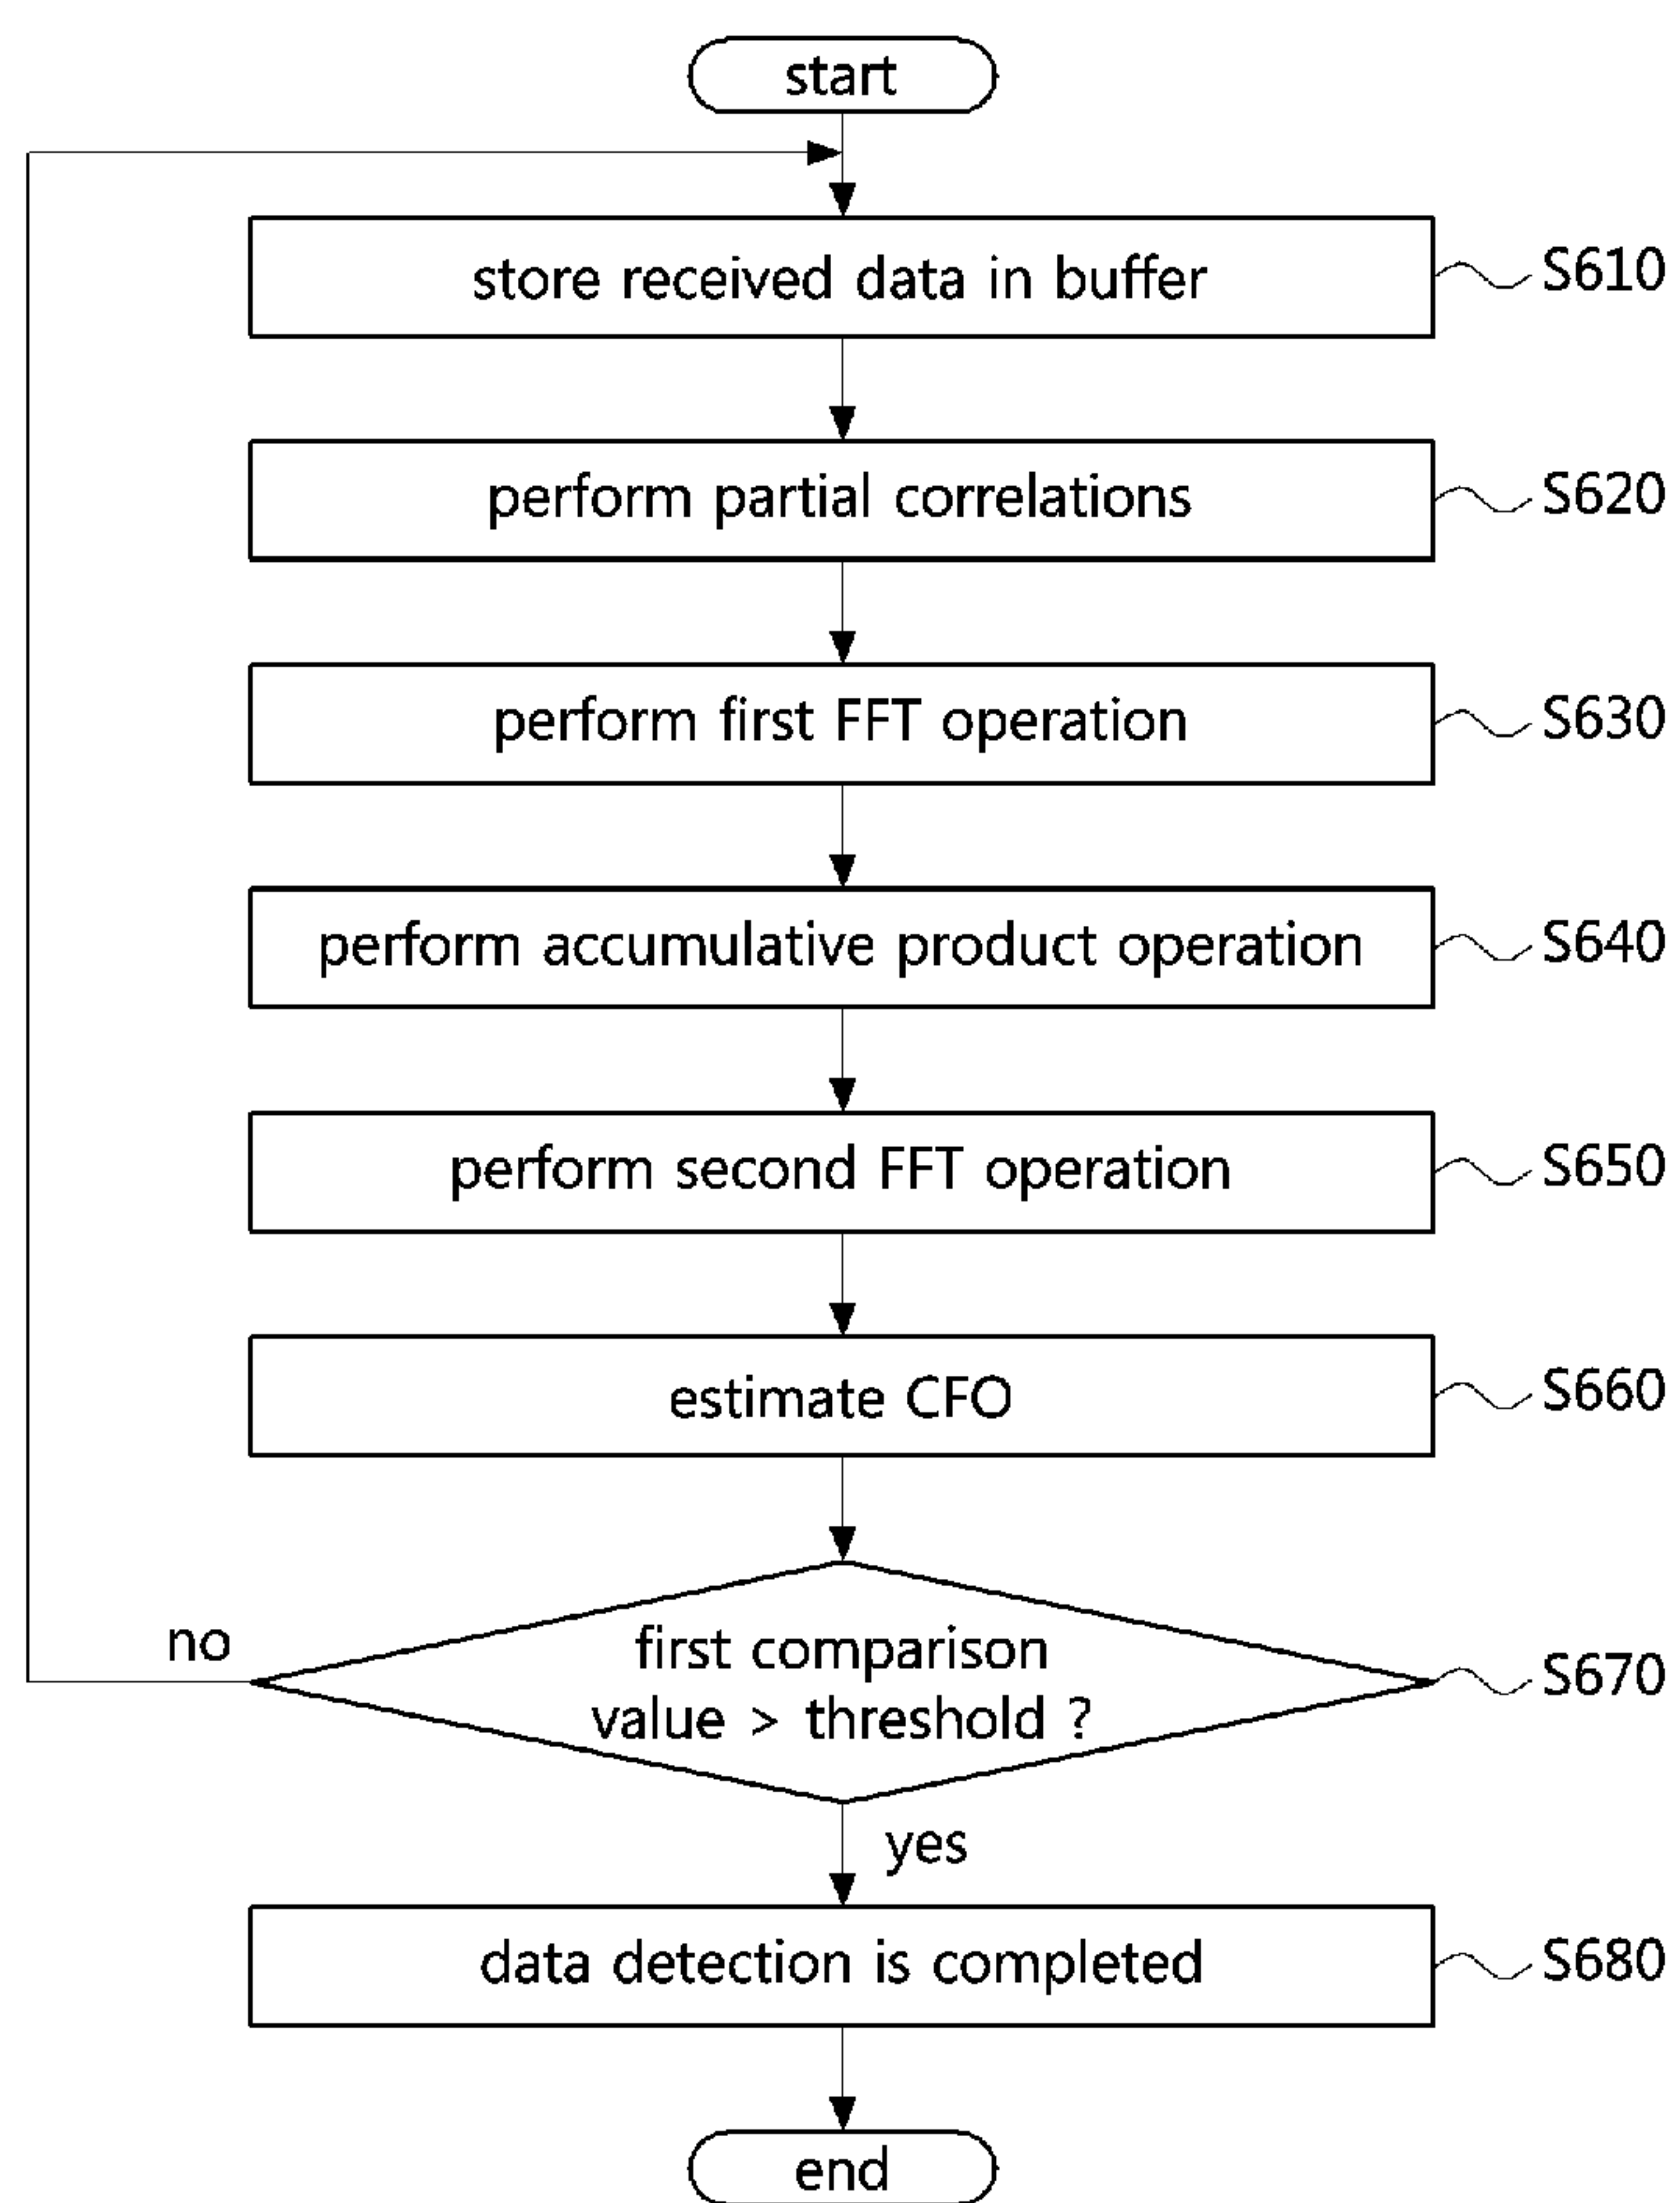 start
store received data in buffer
S610
perform partial correlations
S620
perform first FFT operation
S630
perform accumulative product operation
S640
perform second FFT operation
S650
estimate CFO
S660
no
first comparison
value > threshold ?
S670
yes
data detection is completed
S680
end